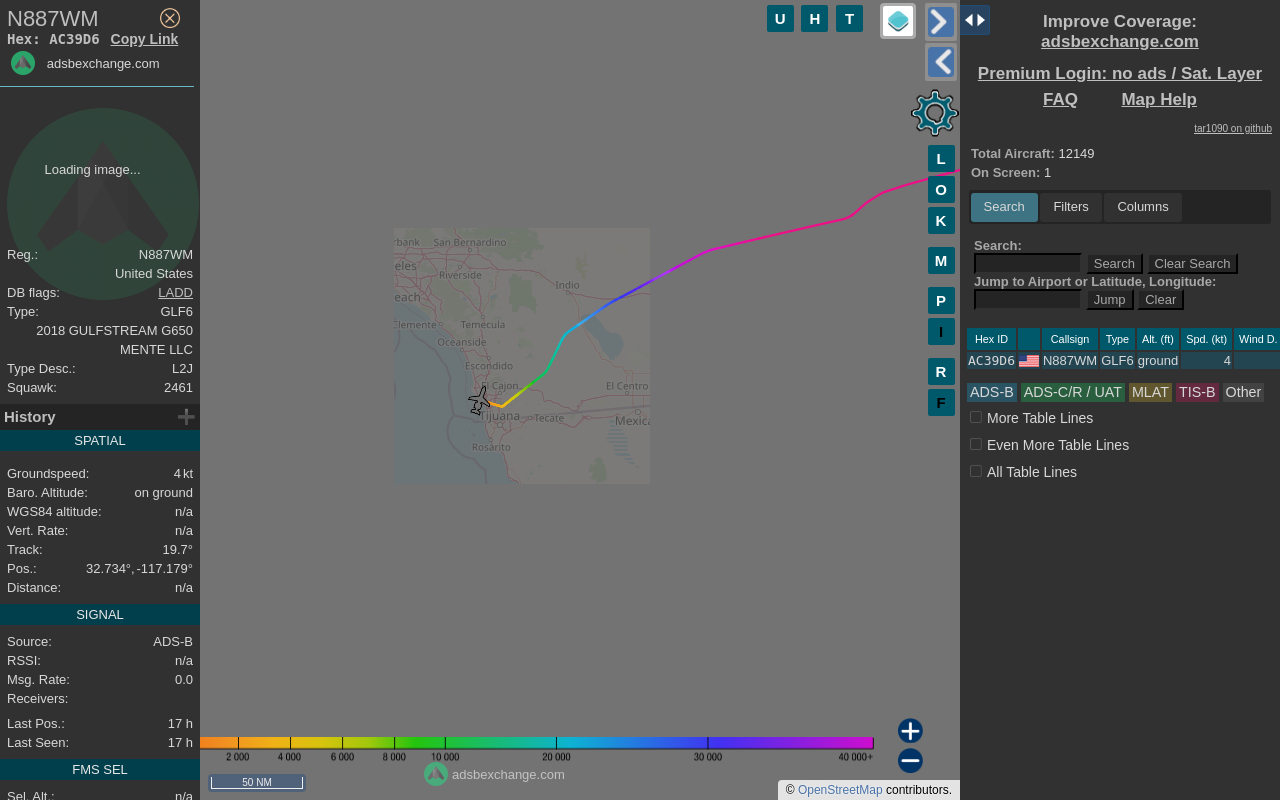 N887WM
Hex: AC39D6 Copy Link
adsbexchange.com
Loading image...
Reg.: N887WM
United States
DB flags: LADD
Type: GLF6
2018 GULFSTREAM G650
MENTE LLC
Type Desc.: L2J
Squawk: 2461
History
SPATIAL
Groundspeed: 4 kt
Baro. Altitude: on ground
WGS84 altitude: n/a
Vert. Rate: n/a
Track: 19.7°
Pos.: 32.734°, -117.179°
Distance: n/a
SIGNAL
Source: ADS-B
RSSI: n/a
Msg. Rate: 0.0
Receivers:
Last Pos.: 17 h
Last Seen: 17 h
FMS SEL
Sel. Alt.: n/a
U H T
L
O
K
M
P
I
R
F
rbank San Bernardino
eles
Riverside
each
Indio
Clemente Temecula
Oceanside
Escondido
El Cajon El Centro
Tijuana Tecate Mexica
Rosarito
2 000 4 000 6 000 8 000 10 000 20 000 30 000 40 000+
adsbexchange.com
50 NM
© OpenStreetMap contributors.
Improve Coverage:
adsbexchange.com
Premium Login: no ads / Sat. Layer
FAQ Map Help
tar1090 on github
Total Aircraft: 12149
On Screen: 1
Search Filters Columns
Search:
Search Clear Search
Jump to Airport or Latitude, Longitude:
Jump Clear
Hex ID Callsign Type Alt. (ft) Spd. (kt) Wind D.
AC39D6 N887WM GLF6 ground 4
ADS-B ADS-C/R / UAT MLAT TIS-B Other
More Table Lines
Even More Table Lines
All Table Lines